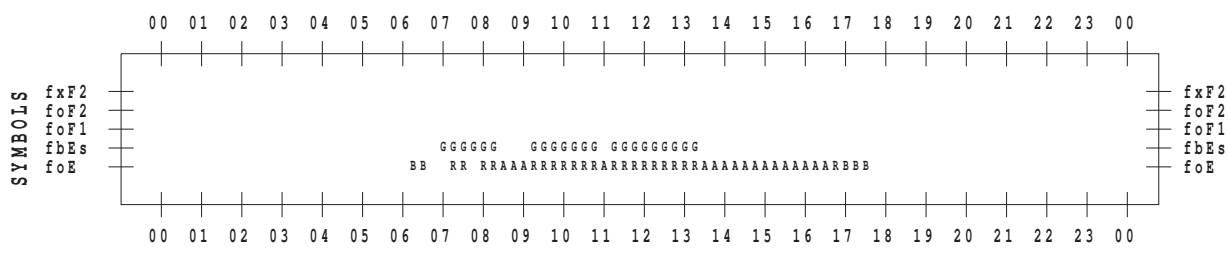 00 01 02 03 04 05 06 07 08 09 10 11 12 13 14 15 16 17 18 19 20 21 22 23 00
SYMBOLS
fxF2 fxF2
foF2 foF2
foF1 foF1
fbEs GGGGGG GGGGGGG GGGGGGGGG fbEs
foE BB RR RRAAARRRRRRRARRRRRRRRRAAAAAAAAAAAAARBBB foE
00 01 02 03 04 05 06 07 08 09 10 11 12 13 14 15 16 17 18 19 20 21 22 23 00